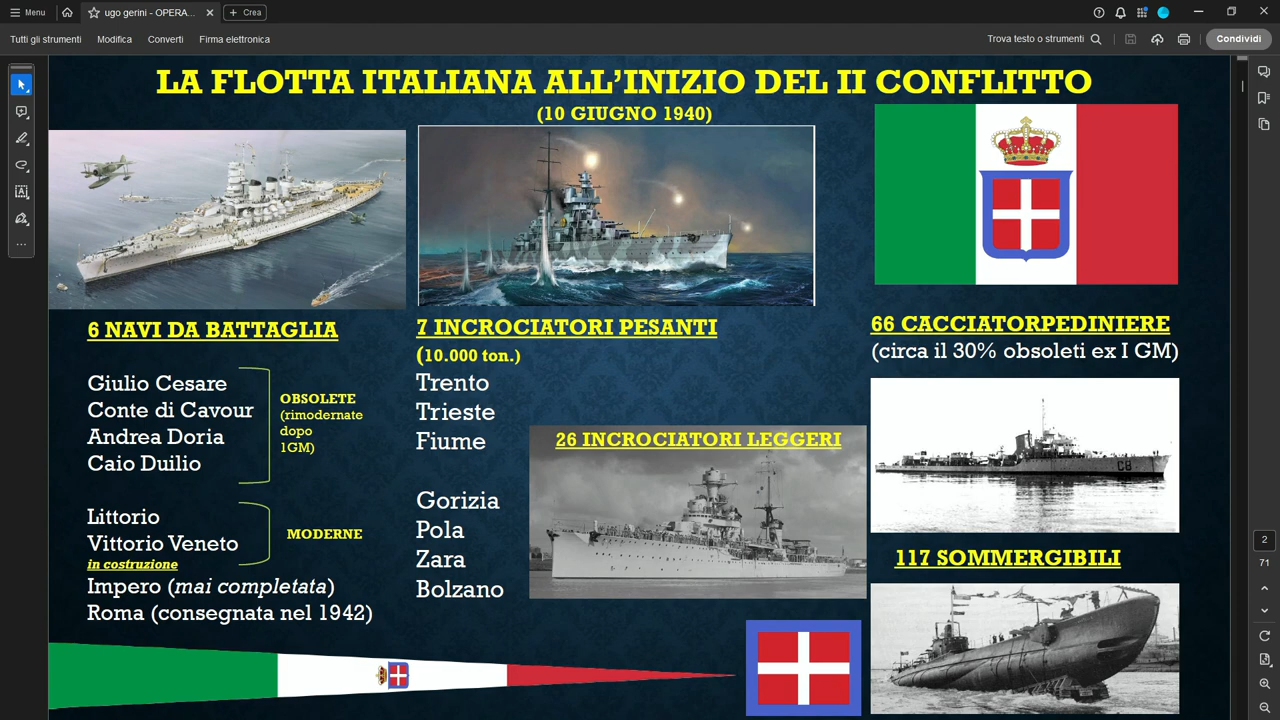 Menu
ugo gerini - OPERA...
Crea
Tutti gli strumenti
Modifica
Converti
Firma elettronica
Trova testo o strumenti
Condividi
LA FLOTTA ITALIANA ALL'INIZIO DEL II CONFLITTO
(10 GIUGNO 1940)
6 NAVI DA BATTAGLIA
Giulio Cesare
Conte di Cavour
Andrea Doria
Caio Duilio
OBSOLETE
(rimodernate
dopo
1GM)
Littorio
Vittorio Veneto
MODERNE
in costruzione
Impero (mai completata)
Roma (consegnata nel 1942)
7 INCROCIATORI PESANTI
(10.000 ton.)
Trento
Trieste
Fiume
Gorizia
Pola
Zara
Bolzano
26 INCROCIATORI LEGGERI
66 CACCIATORPEDINIERE
(circa il 30% obsoleti ex I GM)
C8
117 SOMMERGIBILI
2
71